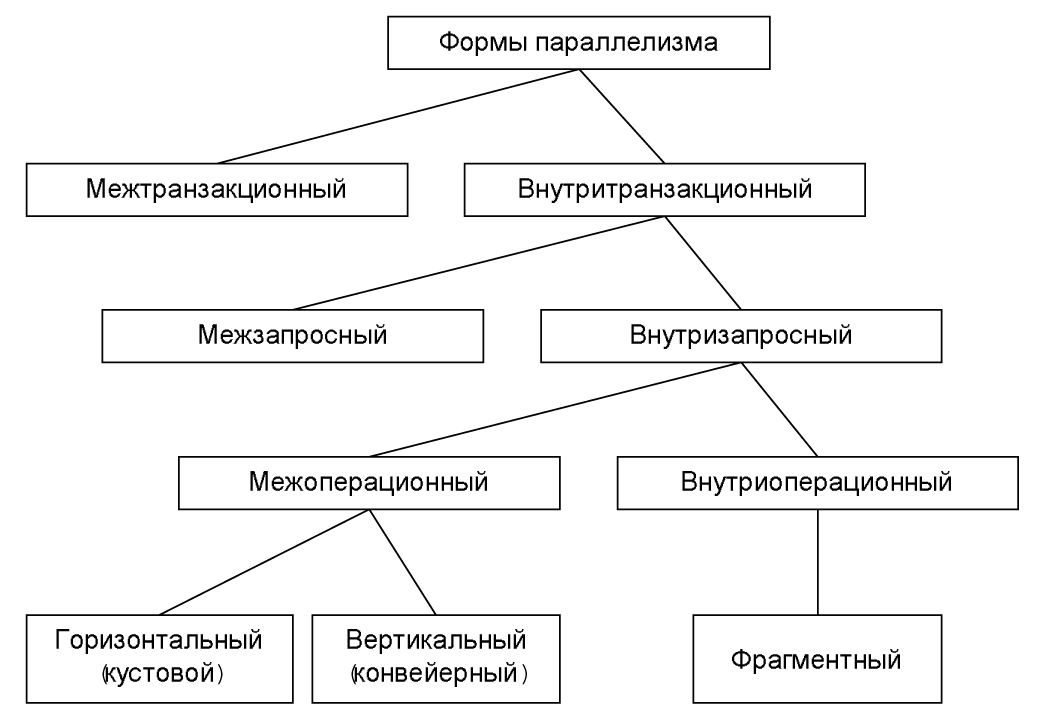 Формы параллелизма
Межтранзакционный
Внутритранзакционный
Межзапросный
Внутризапросный
Межоперационный
Внутриоперационный
Горизонтальный
(кустовой)
Вертикальный
(конвейерный)
Фрагментный